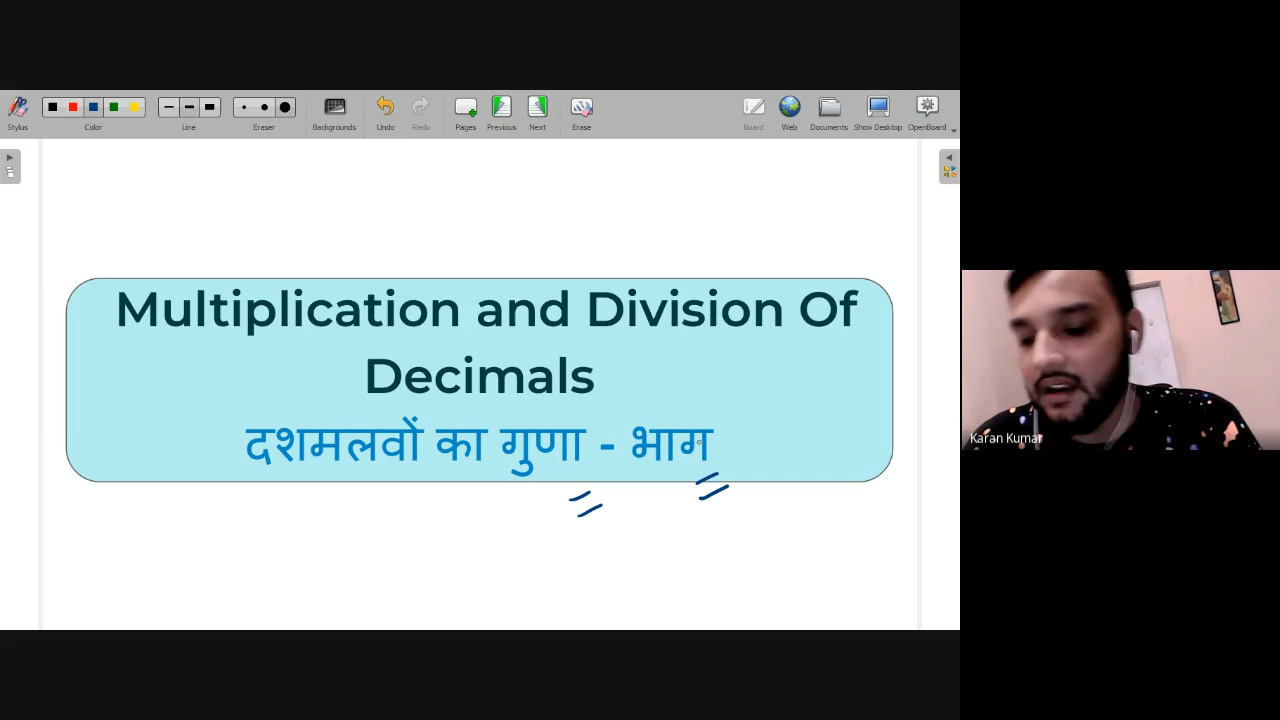 Stylus
Color
Line
Eraser
Backgrounds
Undo
Redo
Pages
Previous
Next
Erase
Board
Web
Documents
Show Desktop
OpenBoard
Multiplication and Division Of
Decimals
दशमलवों का गुणा - भाग
Karan Kumar